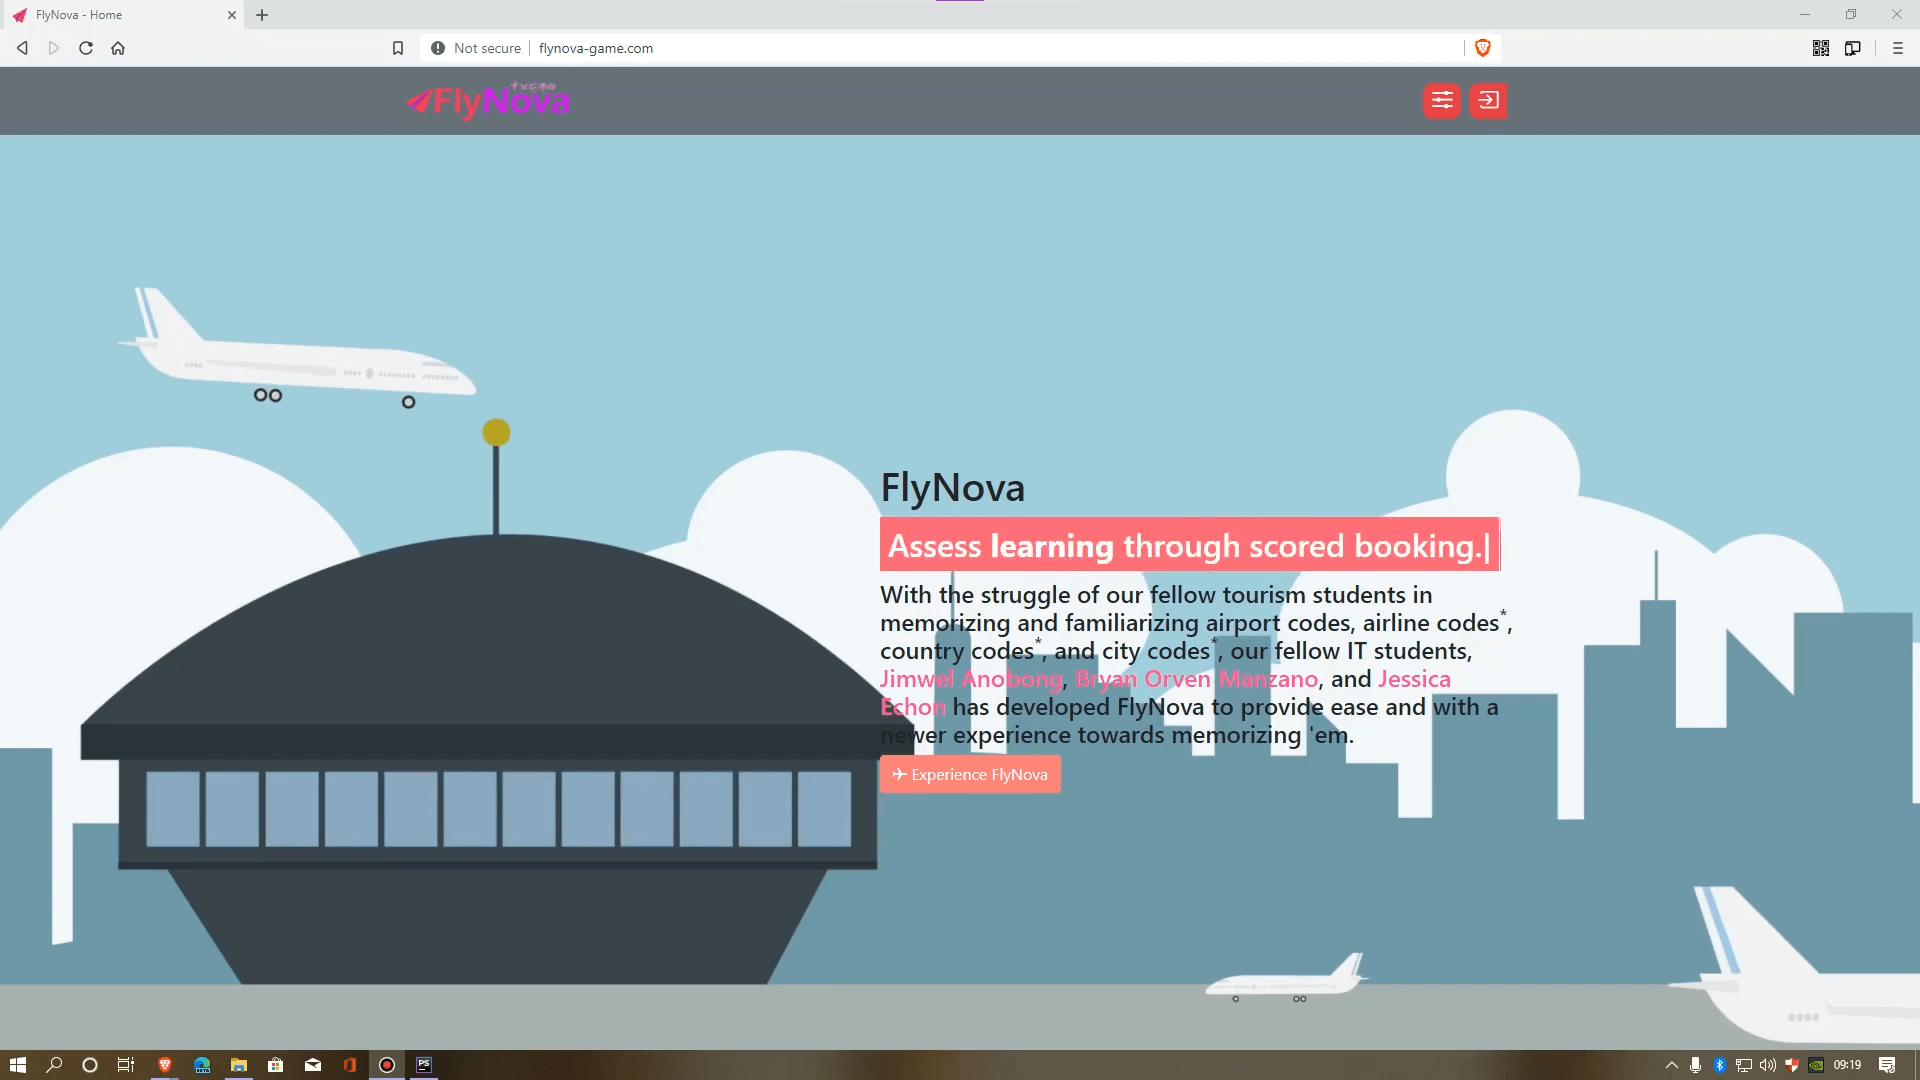 FlyNova - Home
Not secure
flynova-game.com
FlyNova
FlyNova
Assess learning through scored booking.
With the struggle of our fellow tourism students in
memorizing and familiarizing airport codes, airline codes*,
country codes*, and city codes*, our fellow IT students,
Jimwel Anobong, Bryan Orven Manzano, and Jessica
Echon has developed FlyNova to provide ease and with a
newer experience towards memorizing 'em.
Experience FlyNova
PS
09:19